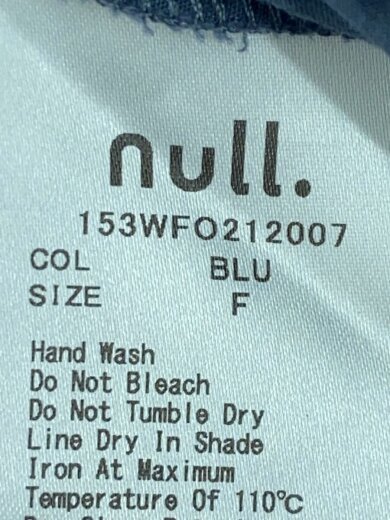 null.
153WFO212007
COL BLU
SIZE F
Hand Wash
Do Not Bleach
Do Not Tumble Dry
Line Dry In Shade
Iron At Maximum
Temperature Of 110℃